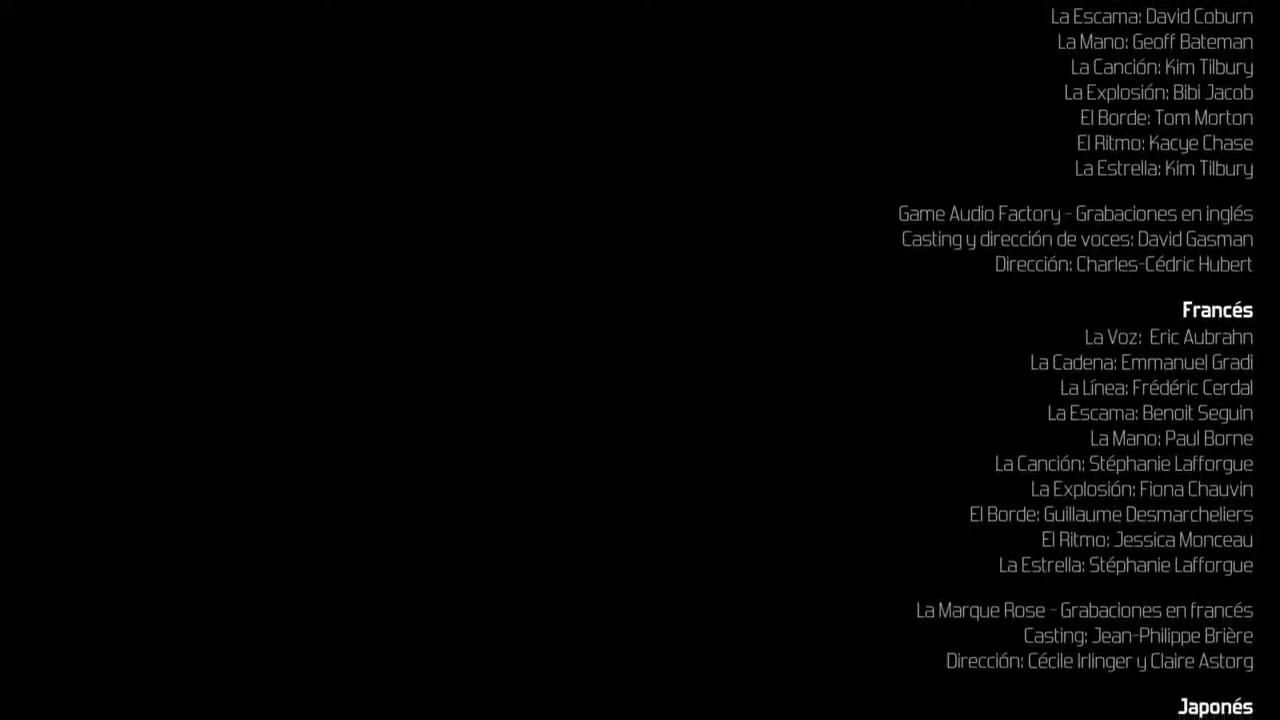 La Escama: David Coburn
La Mano: Geoff Bateman
La Canción: Kim Tilbury
La Explosión: Bibi Jacob
El Borde: Tom Morton
El Ritmo: Kacye Chase
La Estrella: Kim Tilbury
Game Audio Factory - Grabaciones en inglés
Casting y dirección de voces: David Gasman
Dirección: Charles-Cédric Hubert
Francés
La Voz: Eric Aubrahn
La Cadena: Emmanuel Gradi
La Línea: Frédéric Cerdal
La Escama: Benoit Seguin
La Mano: Paul Borne
La Canción: Stéphanie Lafforgue
La Explosión: Fiona Chauvin
El Borde: Guillaume Desmarcheliers
El Ritmo: Jessica Monceau
La Estrella: Stéphanie Lafforgue
La Marque Rose - Grabaciones en francés
Casting: Jean-Philippe Brière
Dirección: Cécile Irlinger y Claire Astorg
Japonés